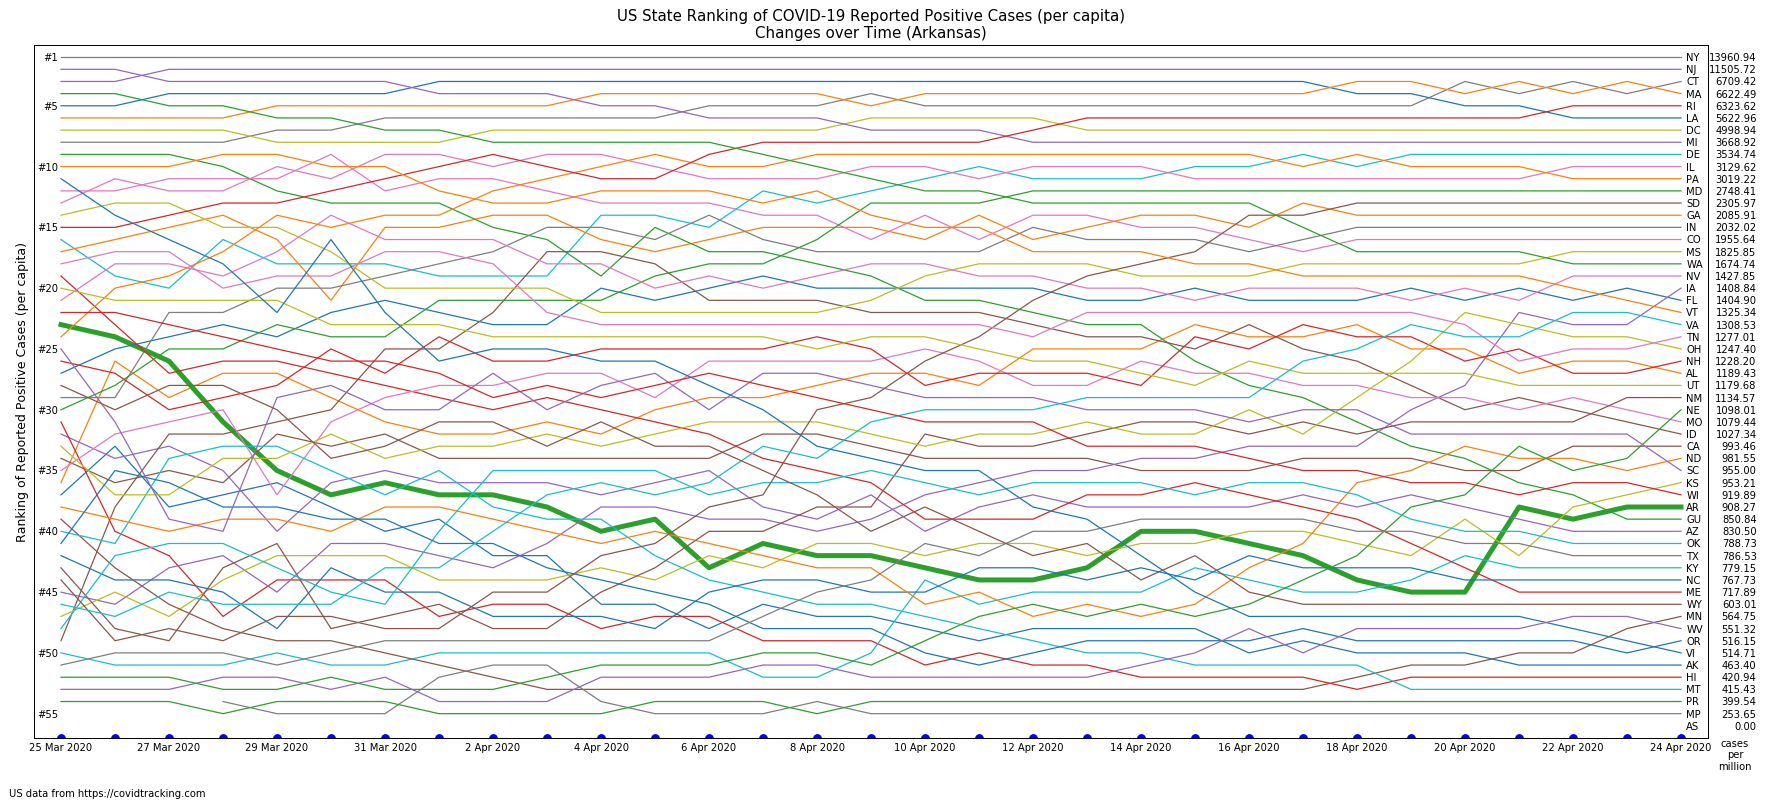 US State Ranking of COVID-19 Reported Positive Cases (per capita)
Changes over Time (Arkansas)
Ranking of Reported Positive Cases (per capita)
#1
#5
#10
#15
#20
#25
#30
#35
#40
#45
#50
#55
NY 13960.94
NJ 11505.72
CT 6709.42
MA 6622.49
RI 6323.62
LA 5622.96
DC 4998.94
MI 3668.92
DE 3534.74
IL 3129.62
PA 3019.22
MD 2748.41
SD 2305.97
GA 2085.91
IN 2032.02
CO 1955.64
MS 1825.85
WA 1674.74
NV 1427.85
IA 1408.84
FL 1404.90
VT 1325.34
VA 1308.53
TN 1277.01
OH 1247.40
NH 1228.20
AL 1189.43
UT 1179.68
NM 1134.57
NE 1098.01
MO 1079.44
ID 1027.34
CA 993.46
ND 981.55
SC 955.00
KS 953.21
WI 919.89
AR 908.27
GU 850.84
AZ 830.50
OK 788.73
TX 786.53
KY 779.15
NC 767.73
ME 717.89
WY 603.01
MN 564.75
WV 551.32
OR 516.15
VI 514.71
AK 463.40
HI 420.94
MT 415.43
PR 399.54
MP 253.65
AS 0.00
25 Mar 2020 27 Mar 2020 29 Mar 2020 31 Mar 2020 2 Apr 2020 4 Apr 2020 6 Apr 2020 8 Apr 2020 10 Apr 2020 12 Apr 2020 14 Apr 2020 16 Apr 2020 18 Apr 2020 20 Apr 2020 22 Apr 2020 24 Apr 2020
cases
per
million
US data from https://covidtracking.com